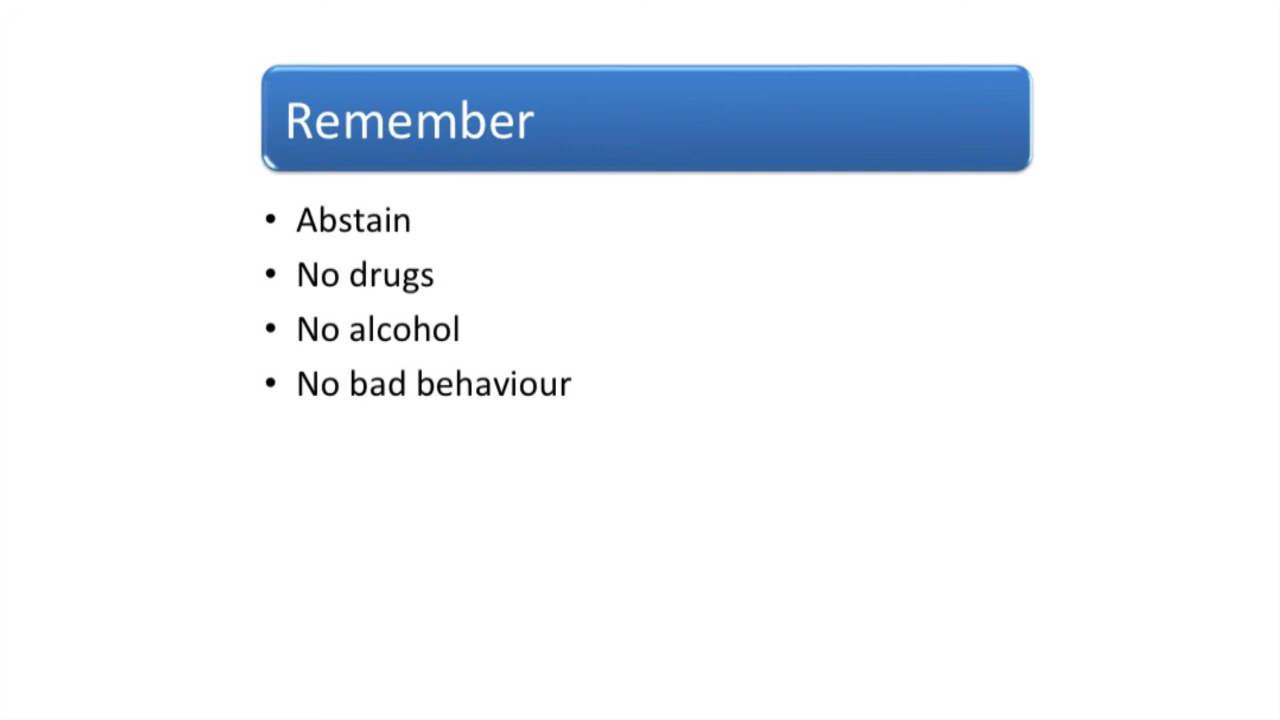 Remember
• Abstain
• No drugs
• No alcohol
• No bad behaviour